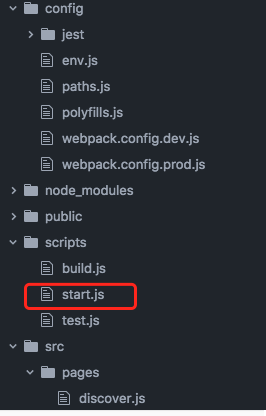 config
jest
env.js
paths.js
polyfills.js
webpack.config.dev.js
webpack.config.prod.js
node_modules
public
scripts
build.js
start.js
test.js
src
pages
discover.js